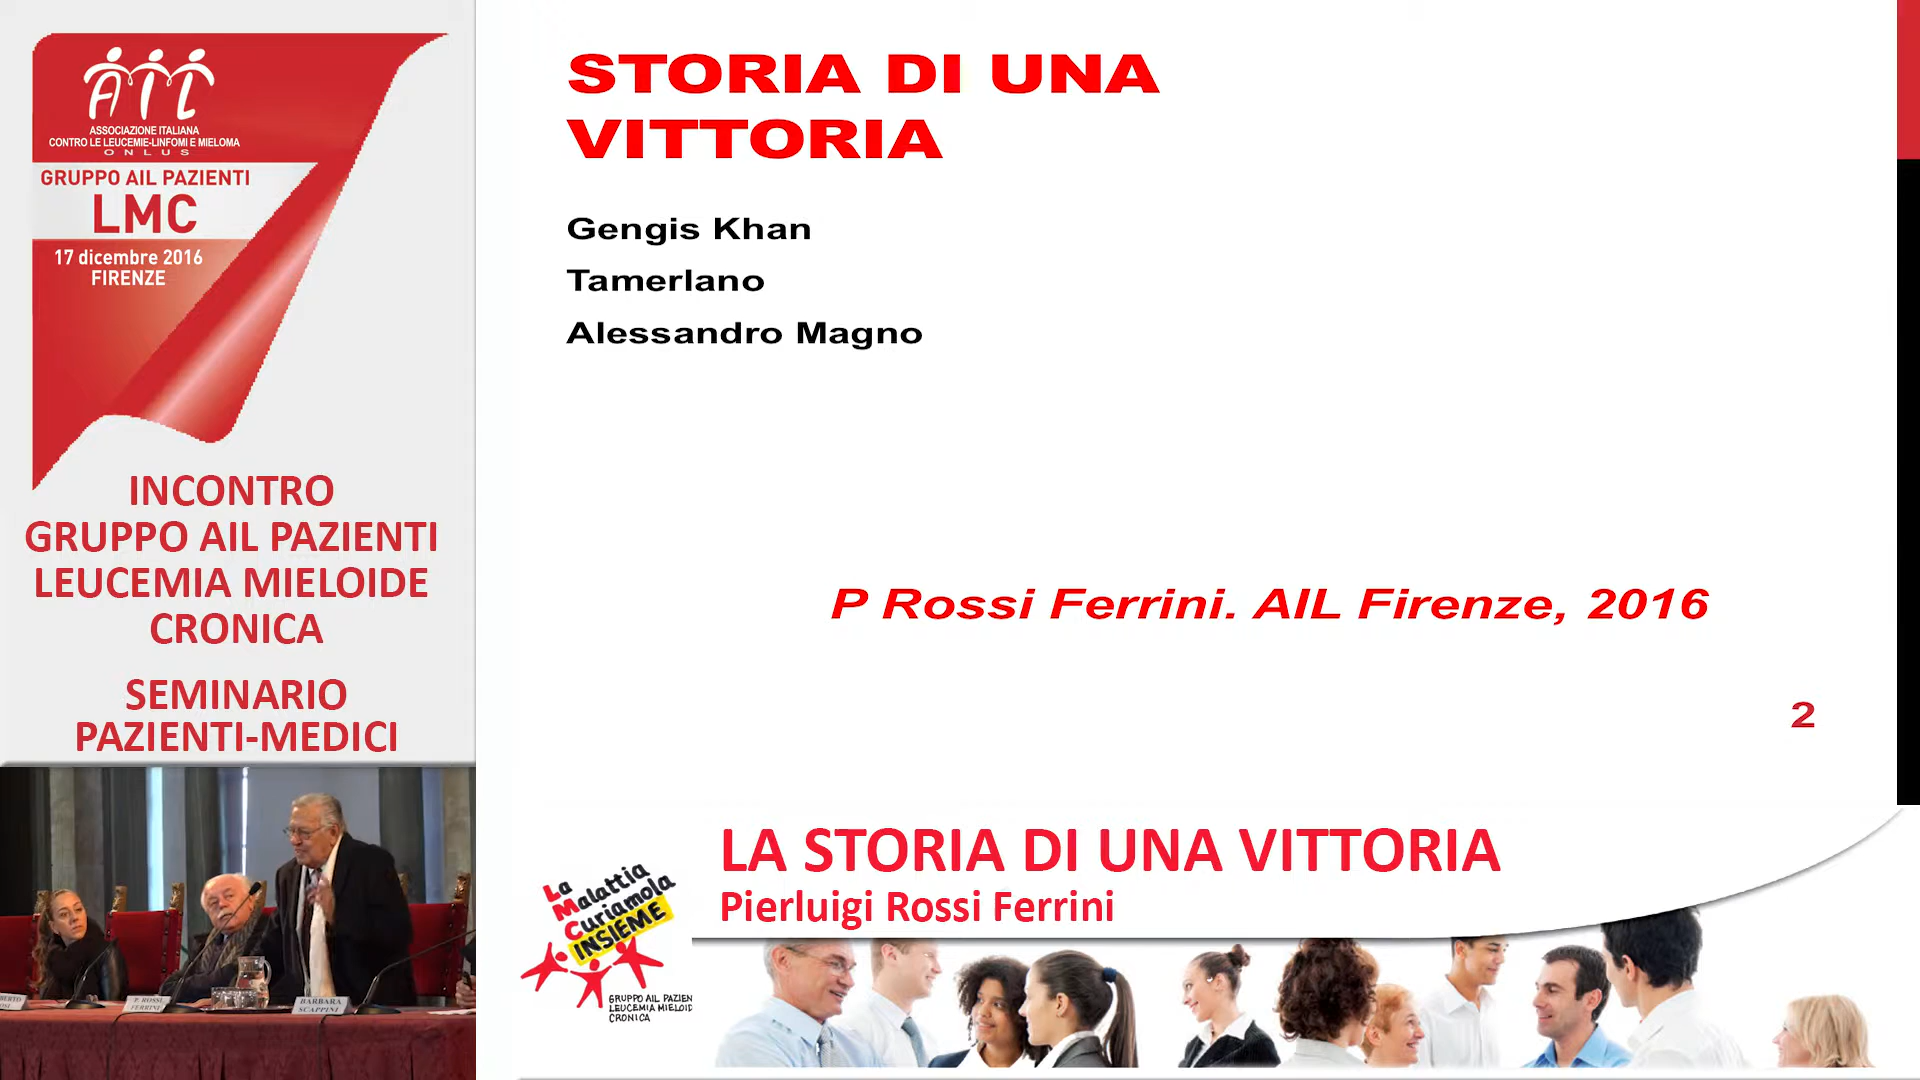 AIL
ASSOCIAZIONE ITALIANA
CONTRO LE LEUCEMIE-LINFOMI E MIELOMA
ONLUS
GRUPPO AIL PAZIENTI
LMC
17 dicembre 2016
FIRENZE
INCONTRO
GRUPPO AIL PAZIENTI
LEUCEMIA MIELOIDE
CRONICA
SEMINARIO
PAZIENTI-MEDICI
P. ROSSI
FERRINI
BARBARA
SCAPPINI
STORIA DI UNA
VITTORIA
Gengis Khan
Tamerlano
Alessandro Magno
P Rossi Ferrini. AIL Firenze, 2016
2
LA STORIA DI UNA VITTORIA
Pierluigi Rossi Ferrini
La
Malattia
Curiamola
INSIEME
GRUPPO AIL PAZIEN
LEUCEMIA MIELOID
CRONICA